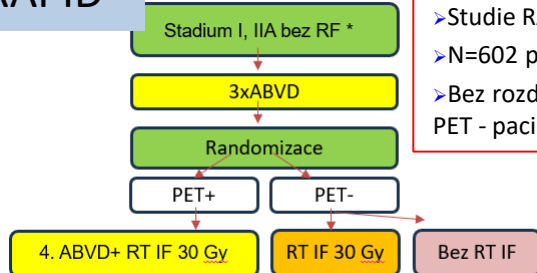 RAPID
Stadium I, IIA bez RF *
➢Studie R
➢N=602 p
➢Bez rozd
PET - paci
3xABVD
Randomizace
PET+ PET-
4. ABVD+ RT IF 30 Gy RT IF 30 Gy Bez RT IF